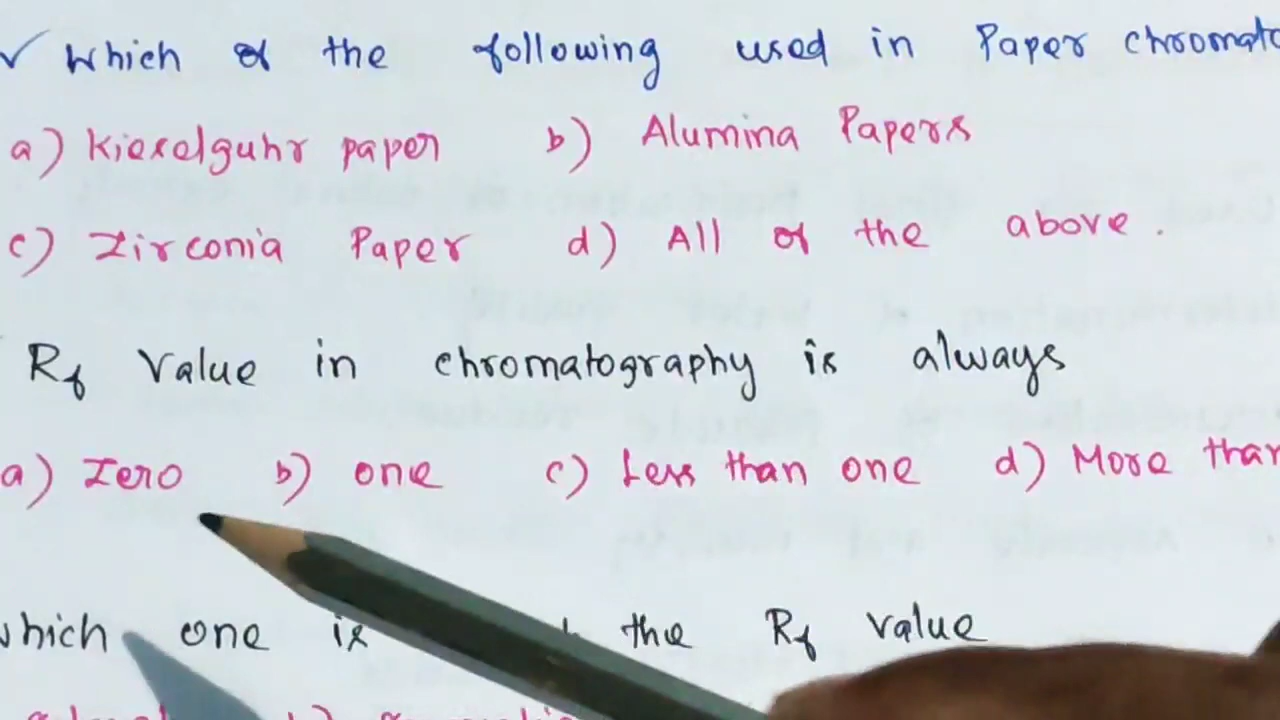 ✓ which of the following used in Paper chromato
a) Kieselguhr paper b) Alumina Papers
c) Zirconia Paper d) All of the above.
Rf Value in chromatography is always
a) Zero b) one c) Less than one d) More than
which one is the Rf value
b)